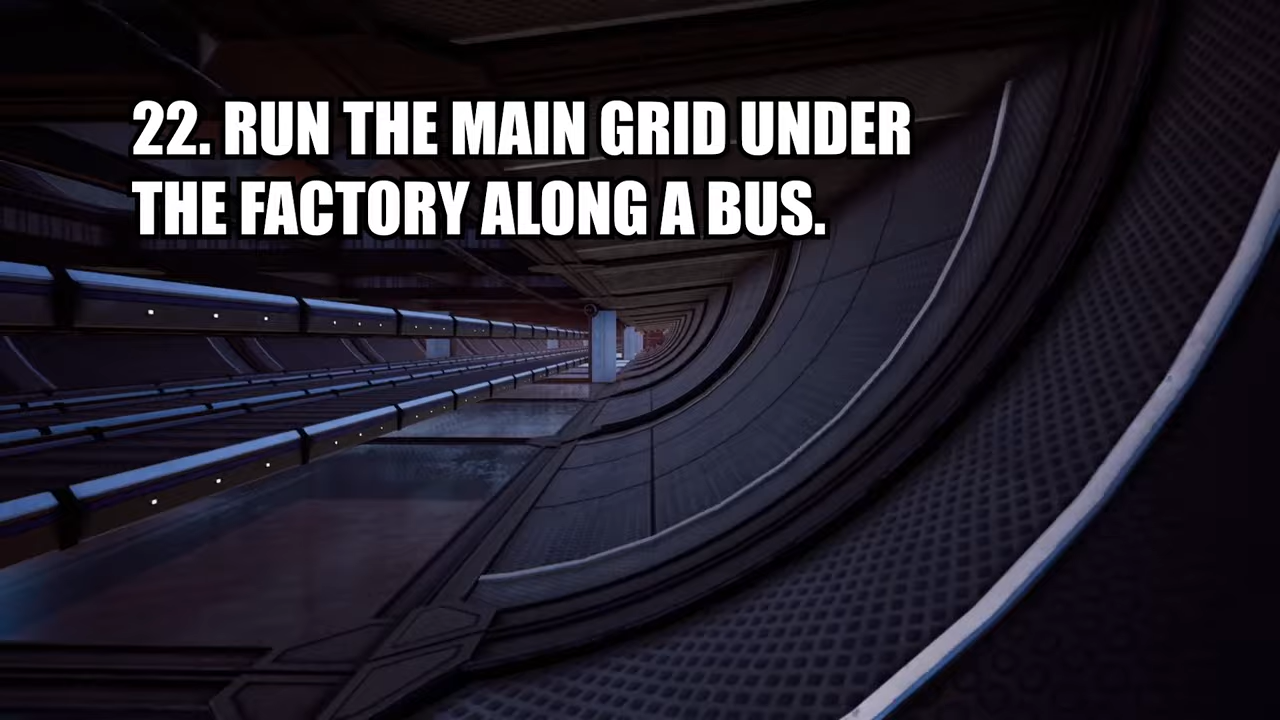 22. RUN THE MAIN GRID UNDER
THE FACTORY ALONG A BUS.